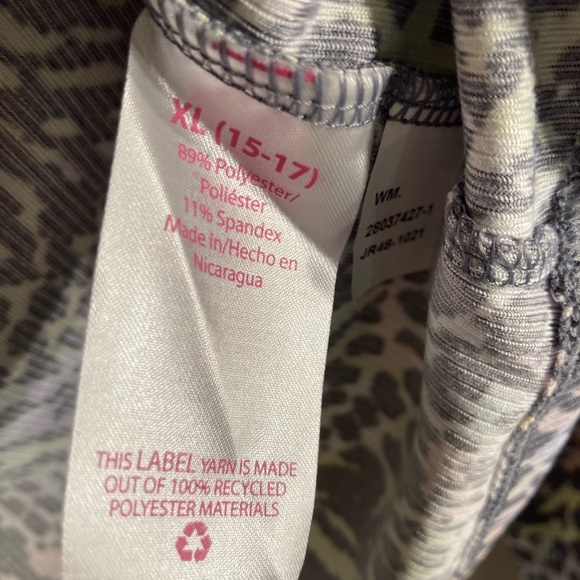 XL (15-17)
89% Polyester/
Poliéster
11% Spandex
Made in/Hecho en
Nicaragua
THIS LABEL YARN IS MADE
OUT OF 100% RECYCLED
POLYESTER MATERIALS
WM.
28037427-1
JR48-1021